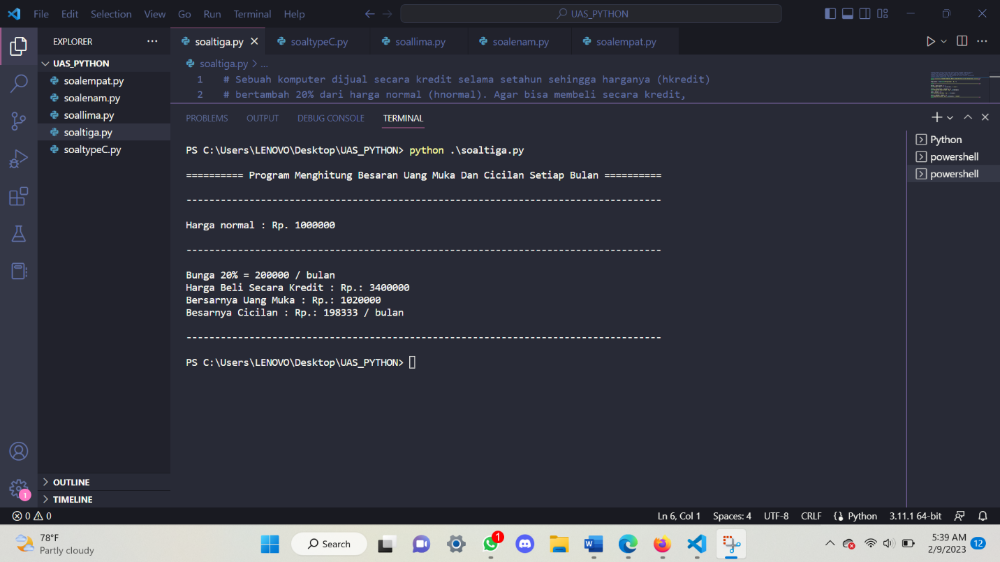 File Edit Selection View Go Run Terminal Help
UAS_PYTHON
EXPLORER
soaltiga.py
soaltypeC.py
soallima.py
soalenam.py
soalempat.py
UAS_PYTHON
soalempat.py
soalenam.py
soallima.py
soaltiga.py
soaltypeC.py
soaltiga.py > ...
1 # Sebuah komputer dijual secara kredit selama setahun sehingga harganya (hkredit)
2 # bertambah 20% dari harga normal (hnormal). Agar bisa membeli secara kredit,
PROBLEMS OUTPUT DEBUG CONSOLE TERMINAL
Python
powershell
powershell
PS C:\Users\LENOVO\Desktop\UAS_PYTHON> python .\soaltiga.py
========== Program Menghitung Besaran Uang Muka Dan Cicilan Setiap Bulan ==========
-----------------------------------------------------------------------------------
Harga normal : Rp. 1000000
-----------------------------------------------------------------------------------
Bunga 20% = 200000 / bulan
Harga Beli Secara Kredit : Rp.: 3400000
Bersarnya Uang Muka : Rp.: 1020000
Besarnya Cicilan : Rp.: 198333 / bulan
-----------------------------------------------------------------------------------
PS C:\Users\LENOVO\Desktop\UAS_PYTHON>
OUTLINE
TIMELINE
1
0 0
Ln 6, Col 1 Spaces: 4 UTF-8 CRLF Python 3.11.1 64-bit
78°F
Partly cloudy
Search
1
5:39 AM
2/9/2023
12